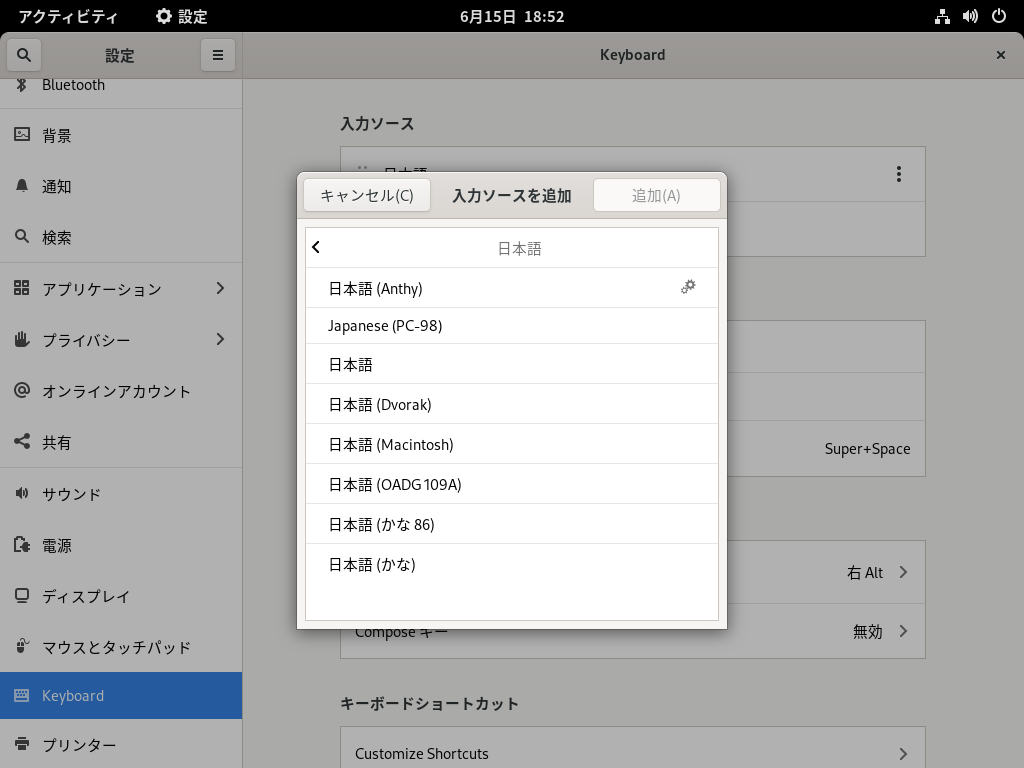 アクティビティ 設定 6月15日 18:52
設定 Keyboard
Bluetooth
背景
通知
検索
アプリケーション
プライバシー
オンラインアカウント
共有
サウンド
電源
ディスプレイ
マウスとタッチパッド
Keyboard
プリンター
入力ソース
日本語
キャンセル(C) 入力ソースを追加 追加(A)
日本語
日本語 (Anthy)
Japanese (PC-98)
日本語
日本語 (Dvorak)
日本語 (Macintosh)
日本語 (OADG 109A)
日本語 (かな 86)
日本語 (かな)
Super+Space
右 Alt
Compose キー 無効
キーボードショートカット
Customize Shortcuts